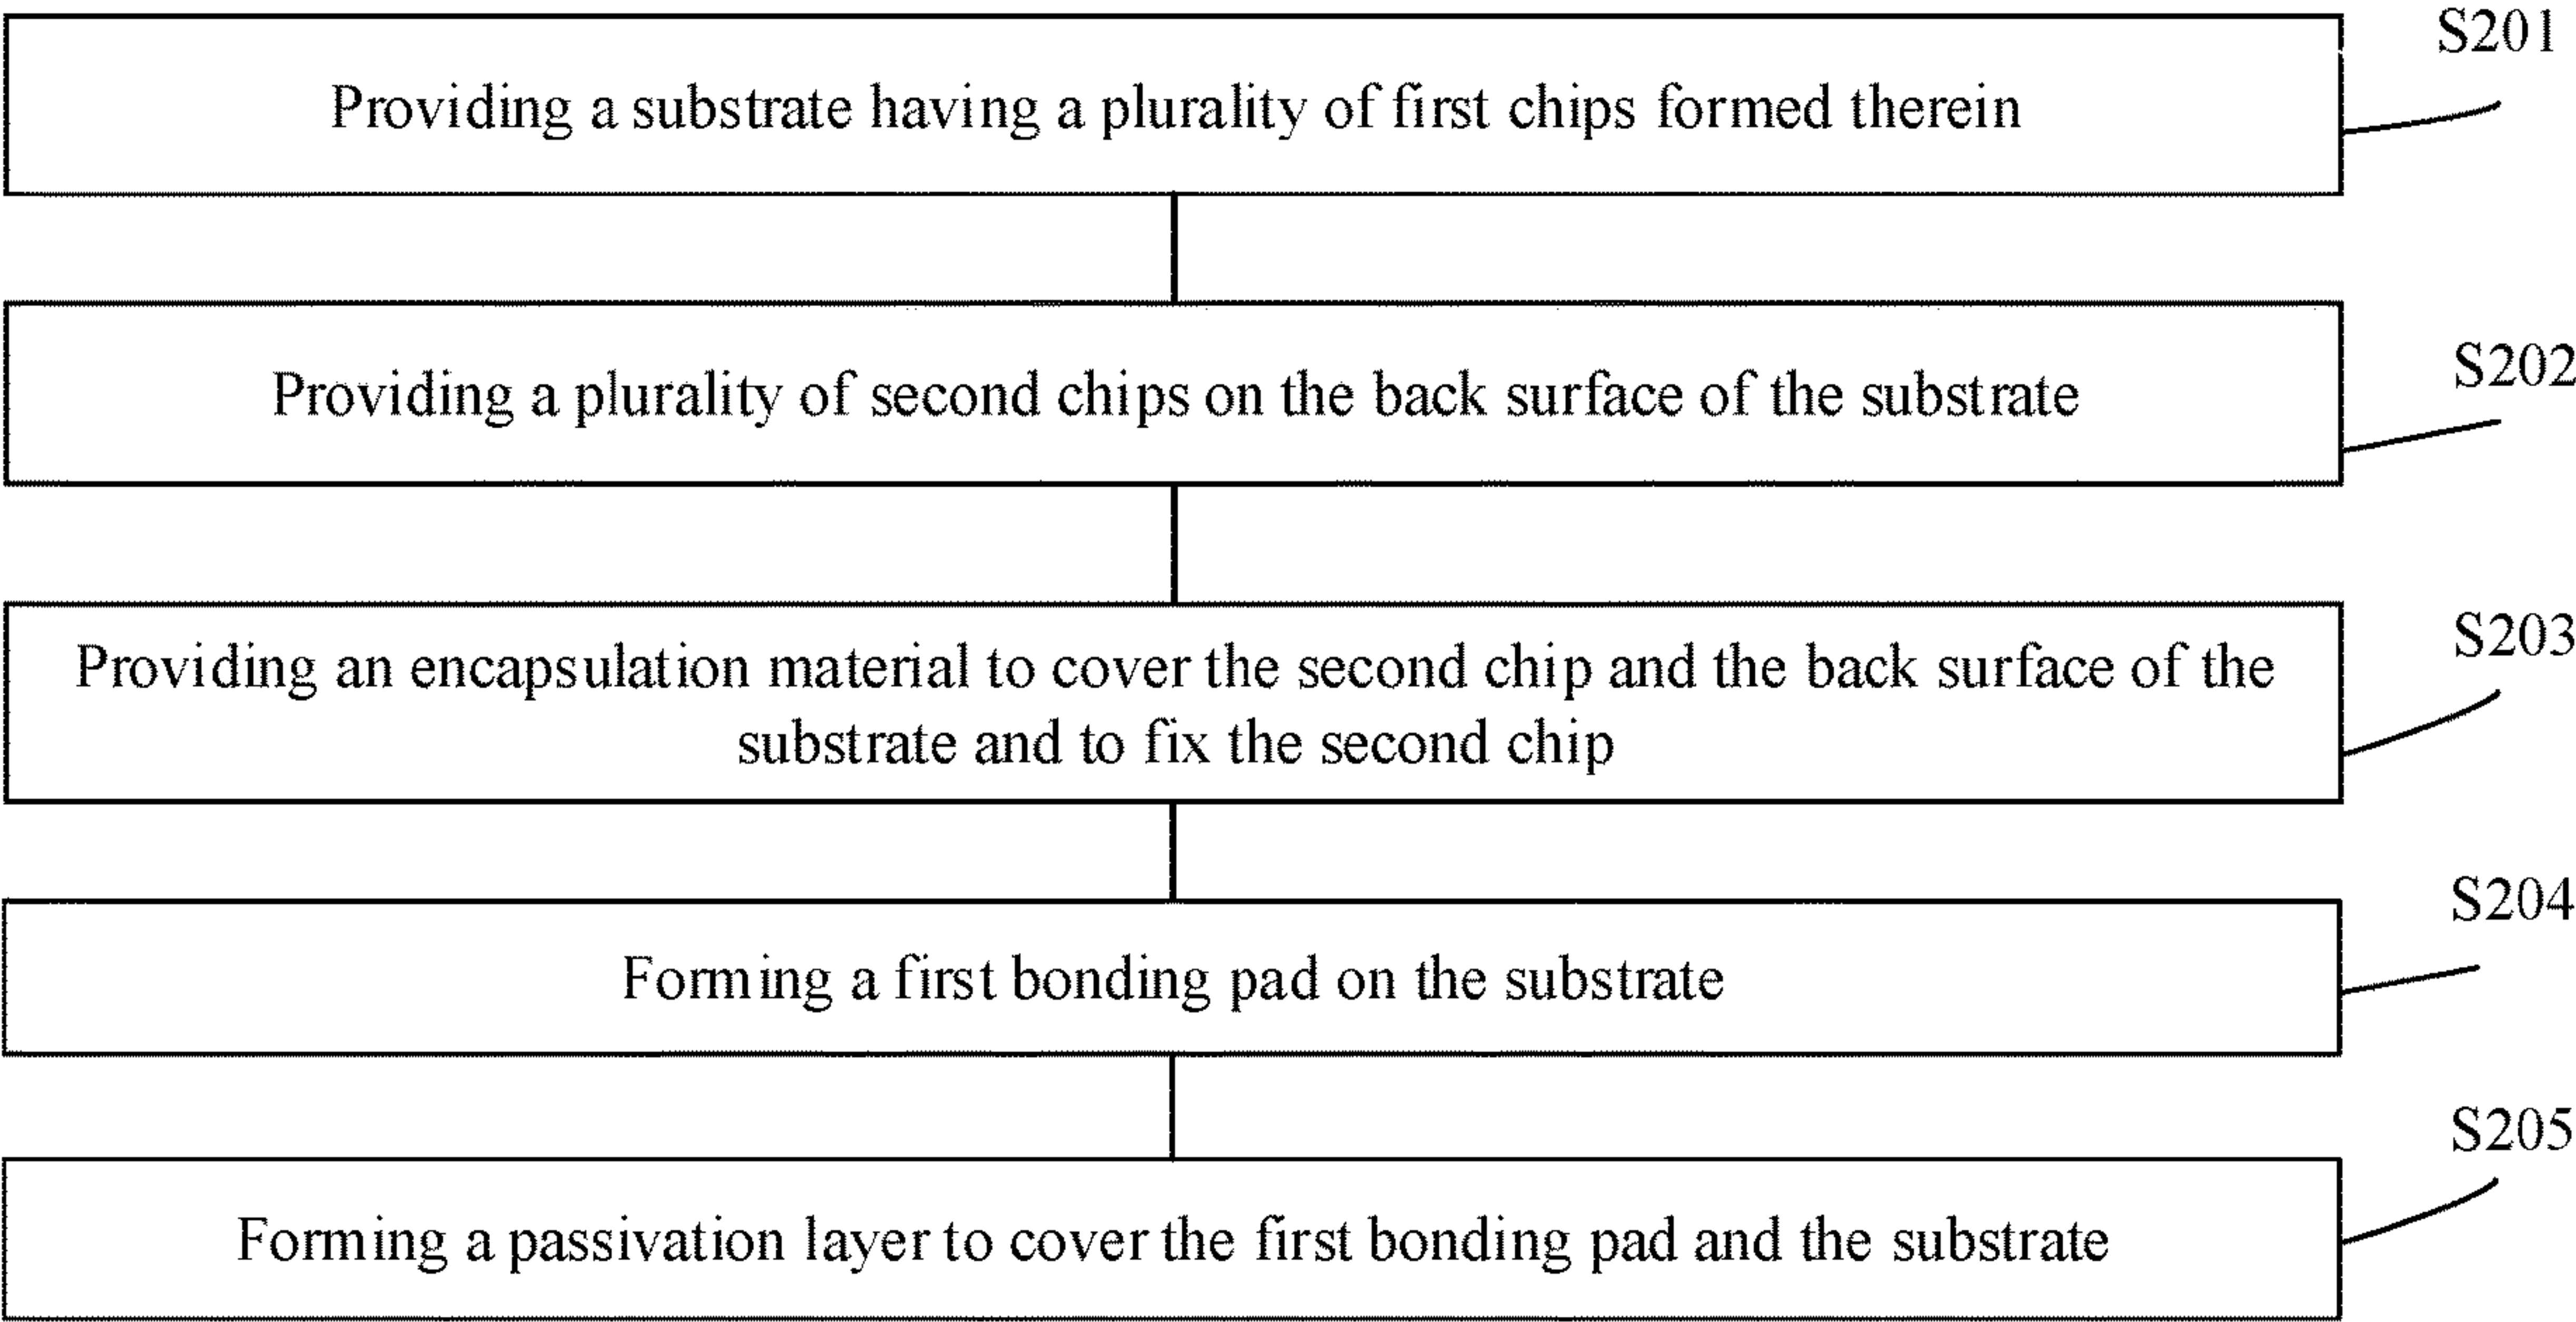 S201
Providing a substrate having a plurality of first chips formed therein
S202
Providing a plurality of second chips on the back surface of the substrate
S203
Providing an encapsulation material to cover the second chip and the back surface of the
substrate and to fix the second chip
S204
Forming a first bonding pad on the substrate
S205
Forming a passivation layer to cover the first bonding pad and the substrate